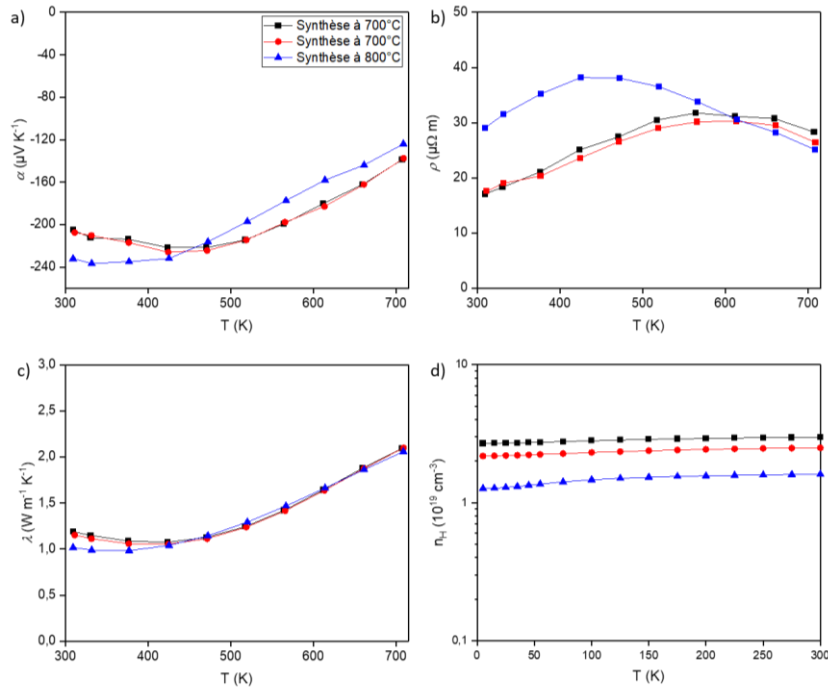 a)
0
-40
-80
-120
-160
-200
-240
α (µV K⁻¹)
300 400 500 600 700
T (K)
Synthèse à 700°C
Synthèse à 700°C
Synthèse à 800°C
b)
50
40
30
20
10
0
ρ (µΩ m)
300 400 500 600 700
T (K)
c)
3,0
2,5
2,0
1,5
1,0
0,5
0,0
λ (W m⁻¹ K⁻¹)
300 400 500 600 700
T (K)
d)
10
1
0,1
n_H (10¹⁹ cm⁻³)
0 50 100 150 200 250 300
T (K)